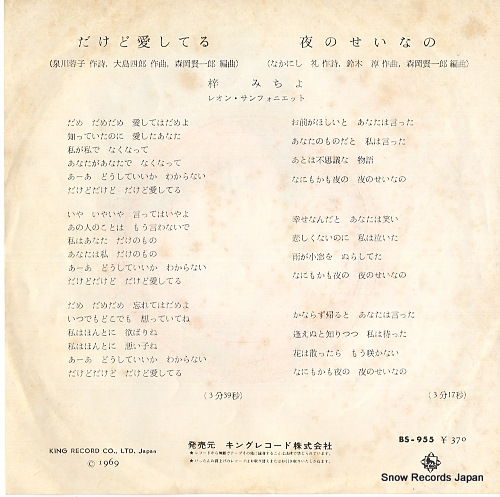 だけど愛してる
(泉川蓉子 作詩, 大島四郎 作曲, 森岡賢一郎 編曲)
夜のせいなの
(なかにし 礼 作詩, 鈴木 淳 作曲, 森岡賢一郎 編曲)
梓 みちよ
レオン・サンフォニエット
だめ だめだめ 愛してはだめよ
知っていたのに 愛したあなた
私が私で なくなって
あなたがあなたで なくなって
あーあ どうしていいか わからない
だけどだけど だけど愛してる
いや いやいや 言ってはいやよ
あの人のことは もう言わないで
私はあなた だけのもの
あなたは私 だけのもの
あーあ どうしていいか わからない
だけどだけど だけど愛してる
だめ だめだめ 忘れてはだめよ
いつでもどこでも 想っていてね
私はほんとに 欲ばりね
私はほんとに 悪い子ね
あーあ どうしていいか わからない
だけどだけど だけど愛してる
(3分39秒)
お前がほしいと あなたは言った
あなたのものだと 私は言った
あとは不思議な 物語
なにもかも夜の 夜のせいなの
幸せなんだと あなたは笑い
悲しくないのに 私は泣いた
雨が小窓を ぬらしてた
なにもかも夜の 夜のせいなの
かならず帰ると あなたは言った
逢えぬと知りつつ 私は待った
花は散ったら もう咲かない
なにもかも夜の 夜のせいなの
(3分17秒)
KING RECORD CO., LTD. Japan
© 1969
発売元 キングレコード株式会社
BS-955 ¥370
Snow Records Japan